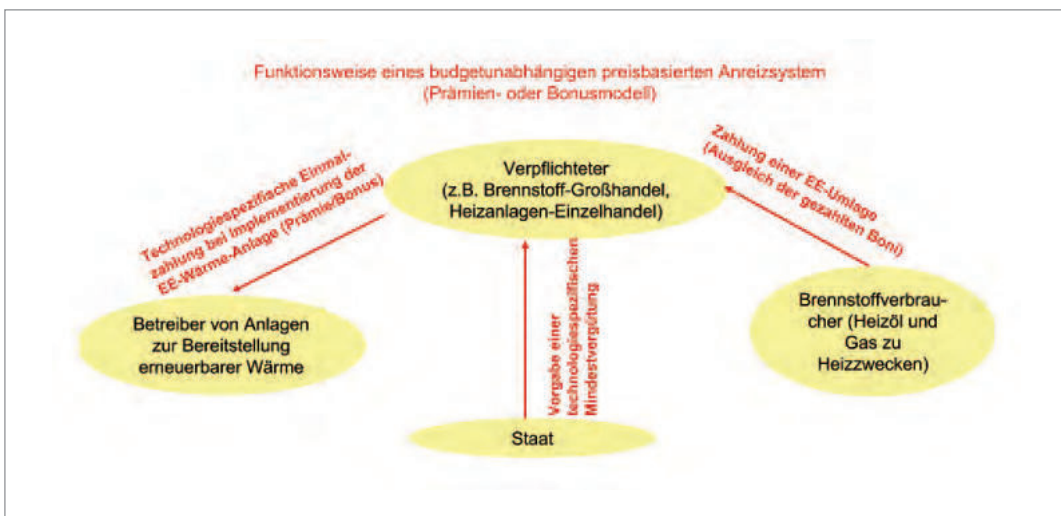 Funktionsweise eines budgetunabhängigen preisbasierten Anreizsystem
(Prämien- oder Bonusmodell)
Technologiespezifische Einmal-
zahlung bei Implementierung der
EE-Wärme-Anlage (Prämie/Bonus)
Verpflichteter
(z.B. Brennstoff-Großhandel,
Heizanlagen-Einzelhandel)
Zahlung einer EE-Umlage
(Ausgleich der gezahlten Boni)
Betreiber von Anlagen
zur Bereitstellung
erneuerbarer Wärme
Vorgabe einer
technologiespezifischen
Mindestvergütung
Brennstoffverbrau-
cher (Heizöl und
Gas zu
Heizzwecken)
Staat